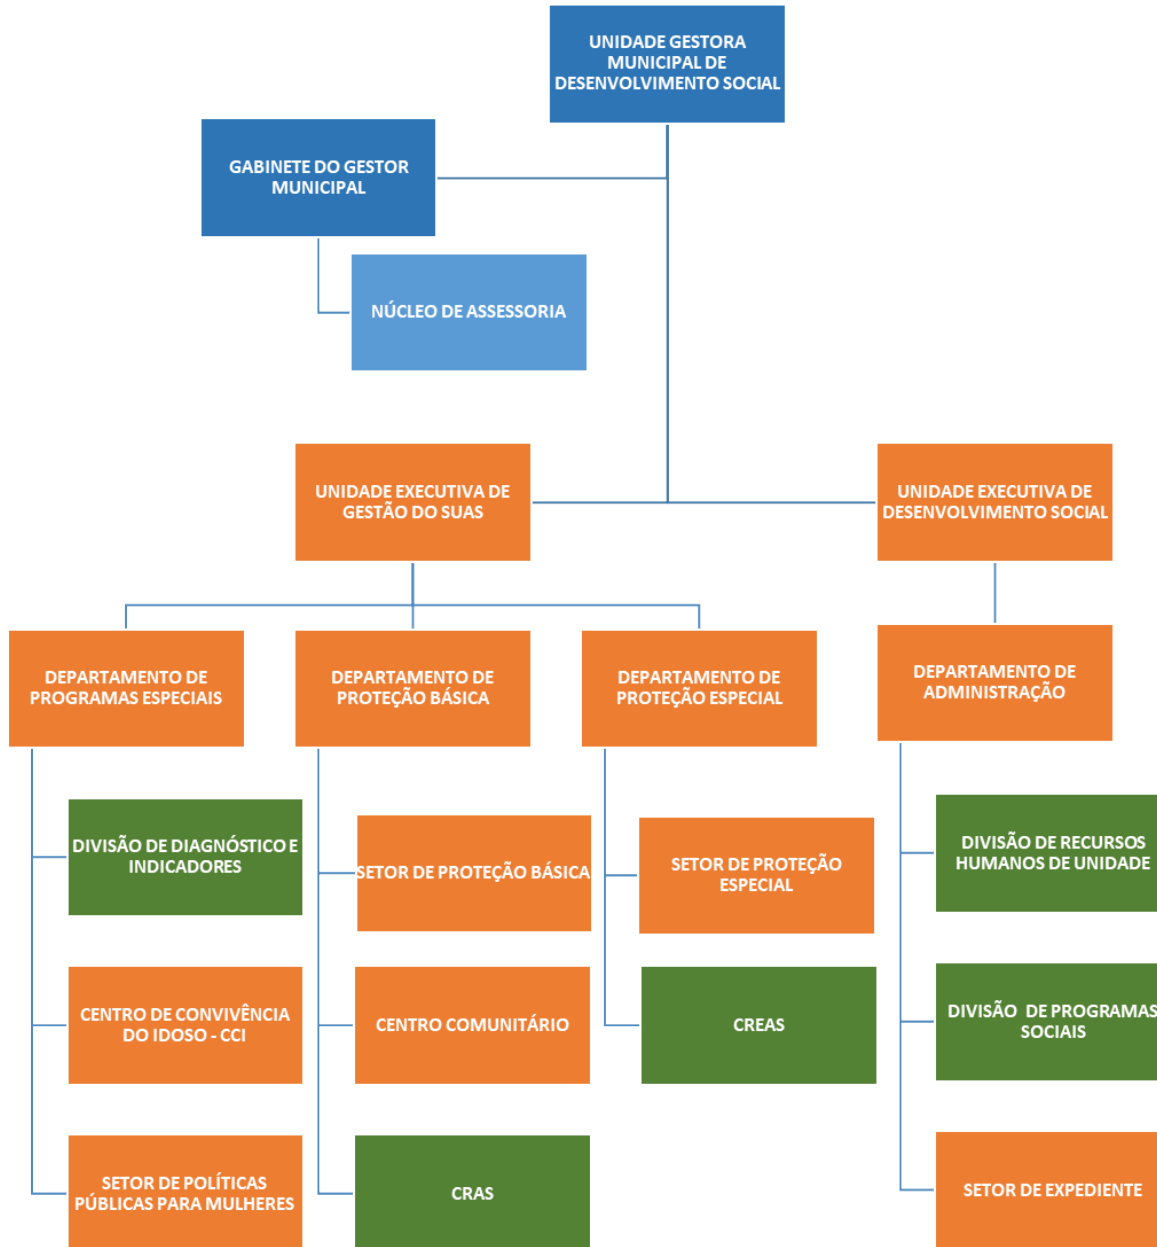 UNIDADE GESTORA
MUNICIPAL DE
DESENVOLVIMENTO SOCIAL
GABINETE DO GESTOR
MUNICIPAL
NÚCLEO DE ASSESSORIA
UNIDADE EXECUTIVA DE
GESTÃO DO SUAS
UNIDADE EXECUTIVA DE
DESENVOLVIMENTO SOCIAL
DEPARTAMENTO DE
PROGRAMAS ESPECIAIS
DEPARTAMENTO DE
PROTEÇÃO BÁSICA
DEPARTAMENTO DE
PROTEÇÃO ESPECIAL
DEPARTAMENTO DE
ADMINISTRAÇÃO
DIVISÃO DE DIAGNÓSTICO E
INDICADORES
SETOR DE PROTEÇÃO BÁSICA
SETOR DE PROTEÇÃO
ESPECIAL
DIVISÃO DE RECURSOS
HUMANOS DE UNIDADE
CENTRO DE CONVIVÊNCIA
DO IDOSO - CCI
CENTRO COMUNITÁRIO
CREAS
DIVISÃO DE PROGRAMAS
SOCIAIS
SETOR DE POLÍTICAS
PÚBLICAS PARA MULHERES
CRAS
SETOR DE EXPEDIENTE